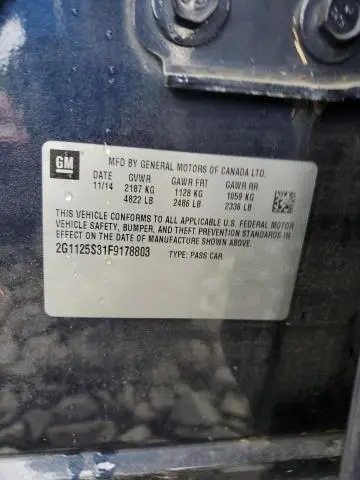 GM
MFD BY GENERAL MOTORS OF CANADA LTD.
DATE GVWR GAWR FRT GAWR RR
11/14 2187 KG 1128 KG 1059 KG
4822 LB 2486 LB 2336 LB
THIS VEHICLE CONFORMS TO ALL APPLICABLE U.S. FEDERAL MOTOR
VEHICLE SAFETY, BUMPER, AND THEFT PREVENTION STANDARDS IN
EFFECT ON THE DATE OF MANUFACTURE SHOWN ABOVE.
2G1125S31F9178803 TYPE: PASS CAR